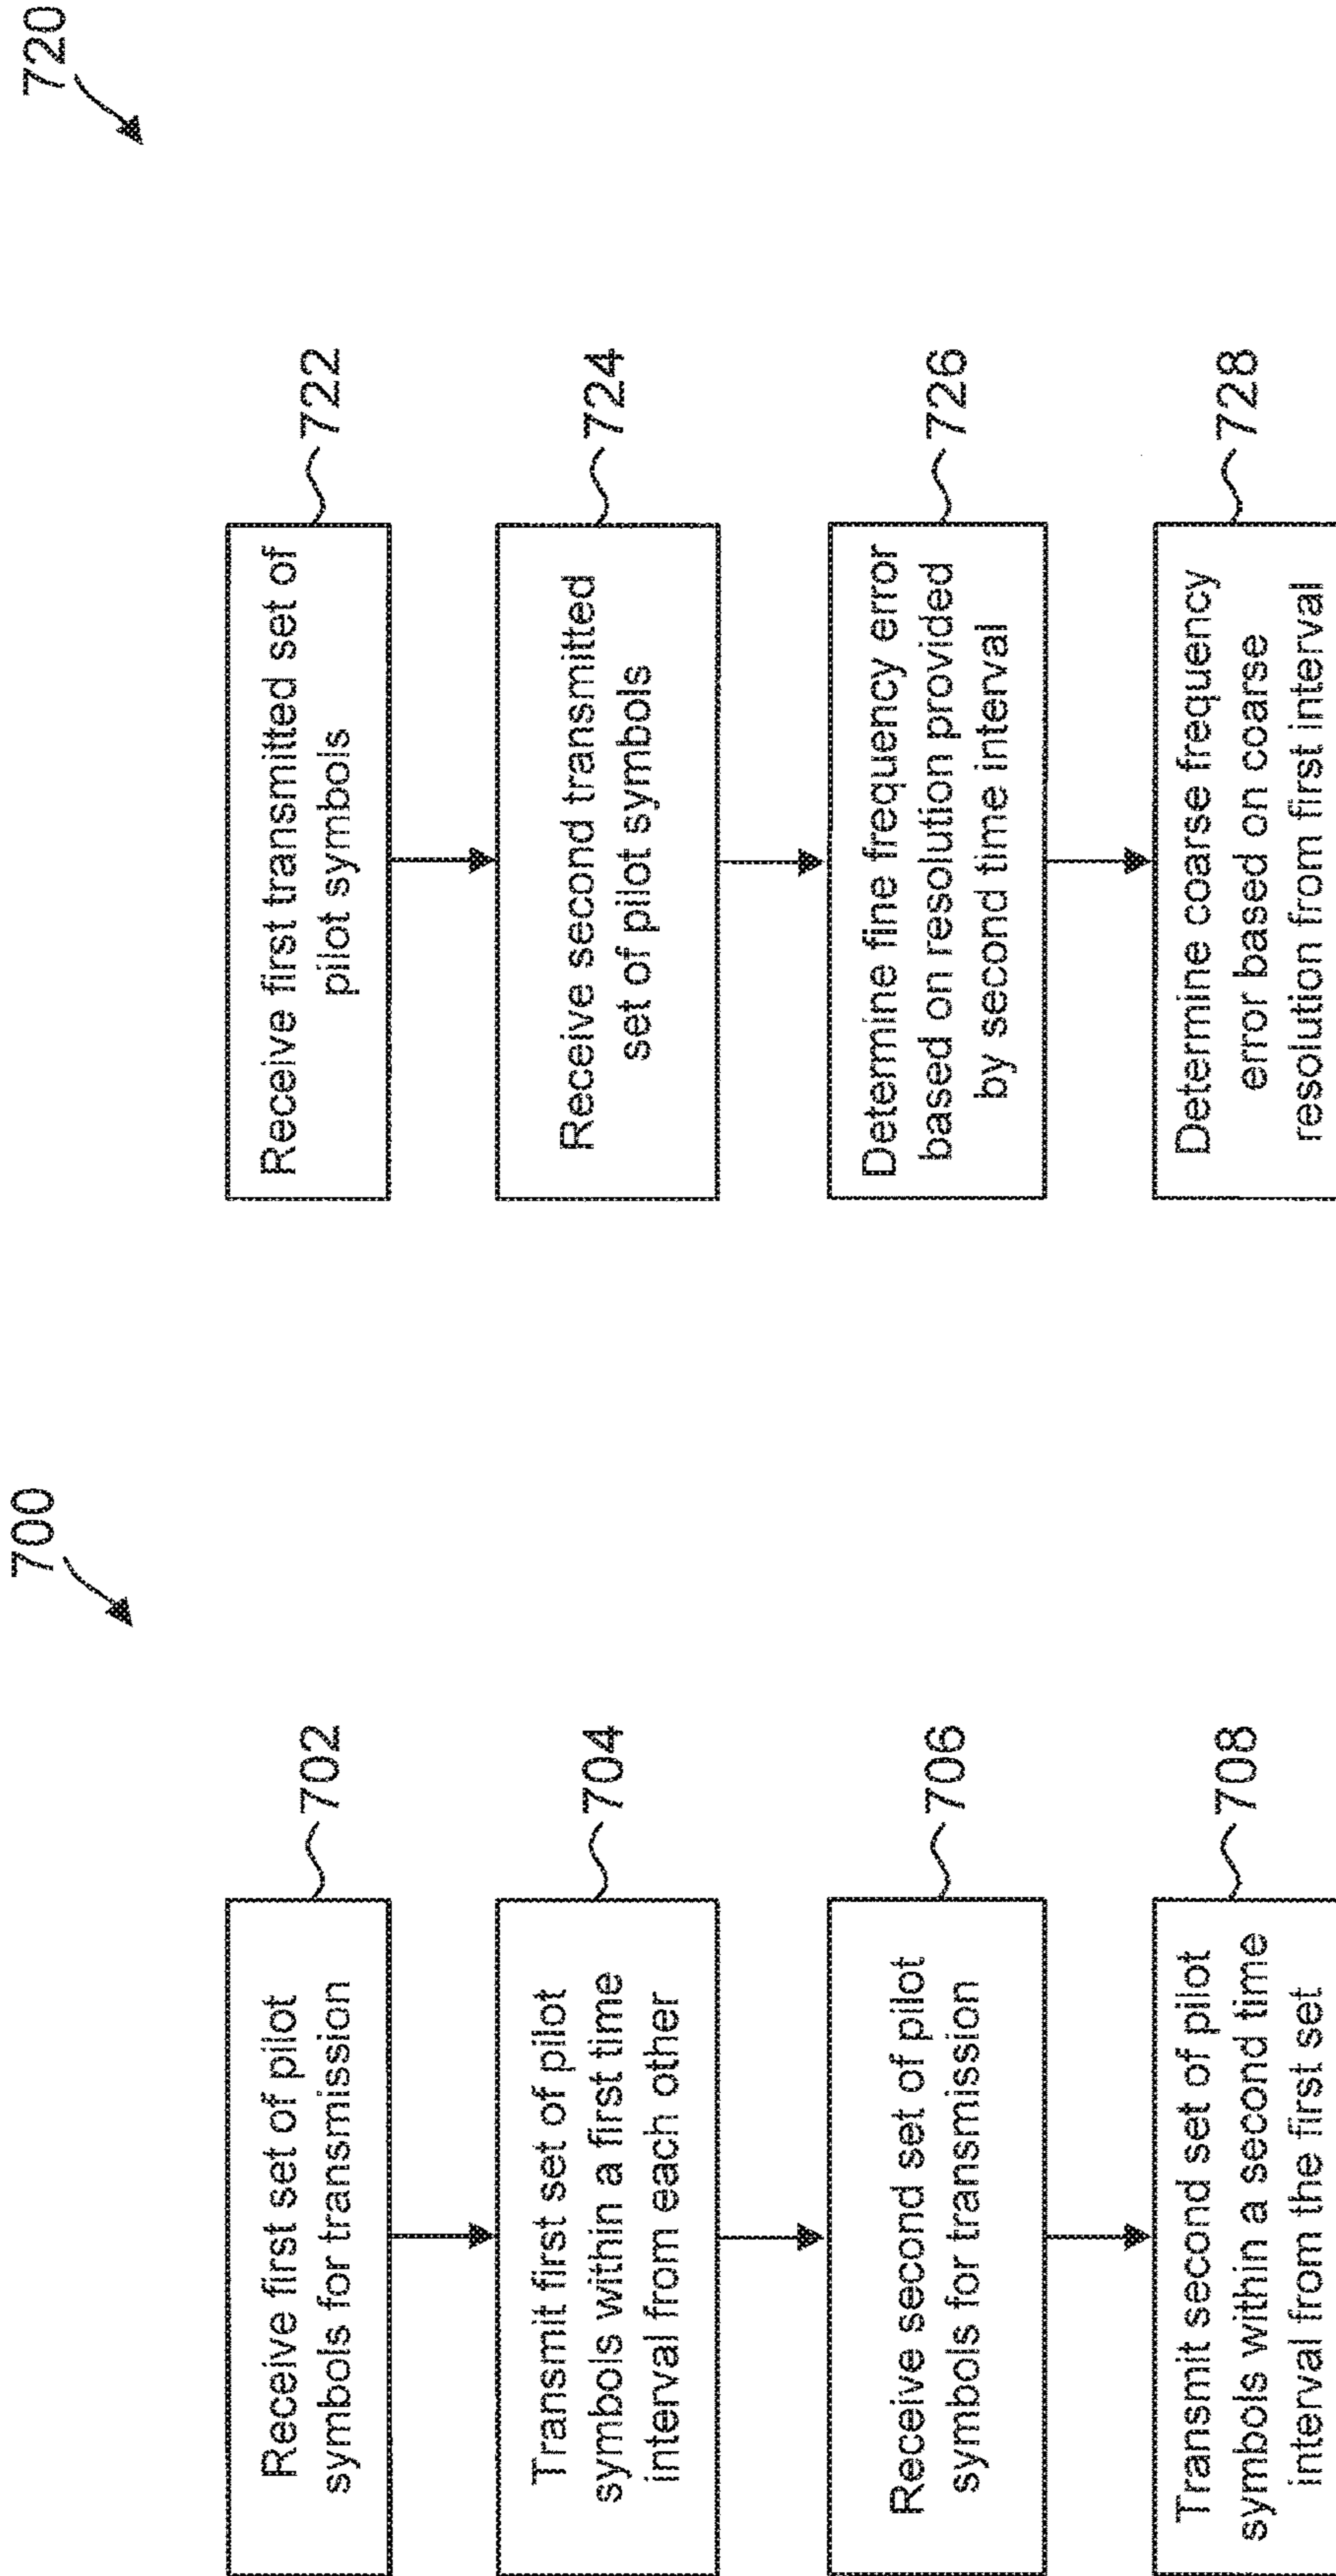 700
Receive first set of pilot
symbols for transmission
702
Transmit first set of pilot
symbols within a first time
interval from each other
704
Receive second set of pilot
symbols for transmission
706
Transmit second set of pilot
symbols within a second time
interval from the first set
708
720
Receive first transmitted set of
pilot symbols
722
Receive second transmitted
set of pilot symbols
724
Determine fine frequency error
based on resolution provided
by second time interval
726
Determine coarse frequency
error based on coarse
resolution from first interval
728